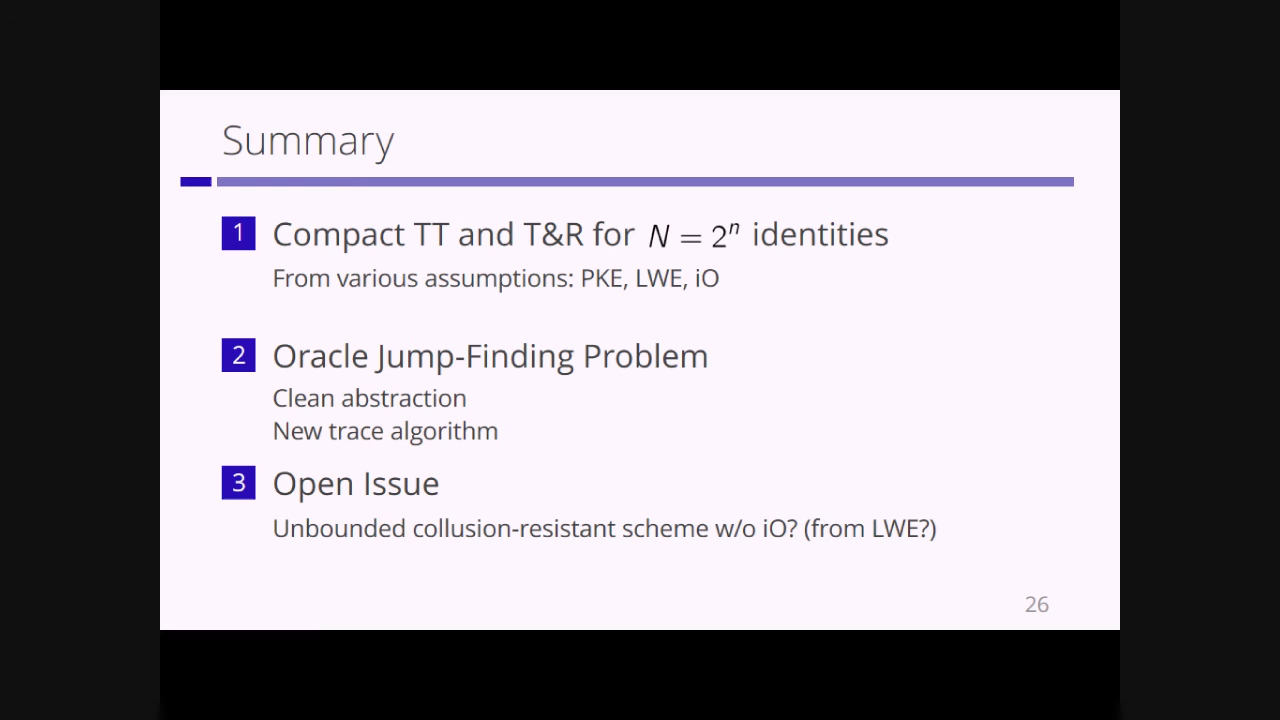 Summary
1 Compact TT and T&R for N = 2ⁿ identities
From various assumptions: PKE, LWE, iO
2 Oracle Jump-Finding Problem
Clean abstraction
New trace algorithm
3 Open Issue
Unbounded collusion-resistant scheme w/o iO? (from LWE?)
26